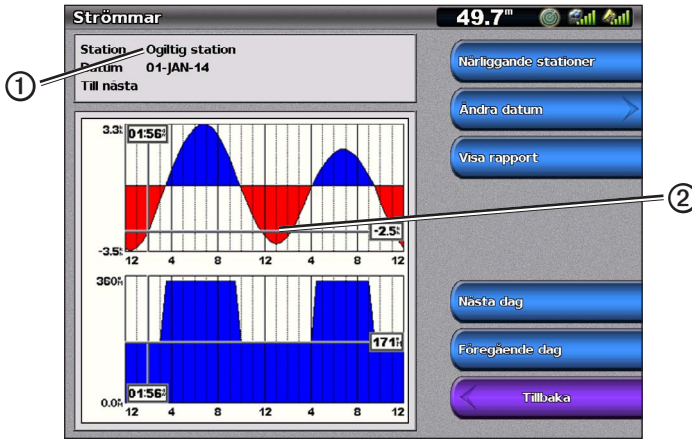 Strömmar
49.7"
Station Ogiltig station
Datum 01-JAN-14
Till nästa
①
Närliggande stationer
Ändra datum
Visa rapport
3.3
01:56
②
-2.5
-3.5
12 4 8 12 4 8 12
360
171
01:56
0.0
12 4 8 12 4 8 12
Nästa dag
Föregående dag
Tillbaka